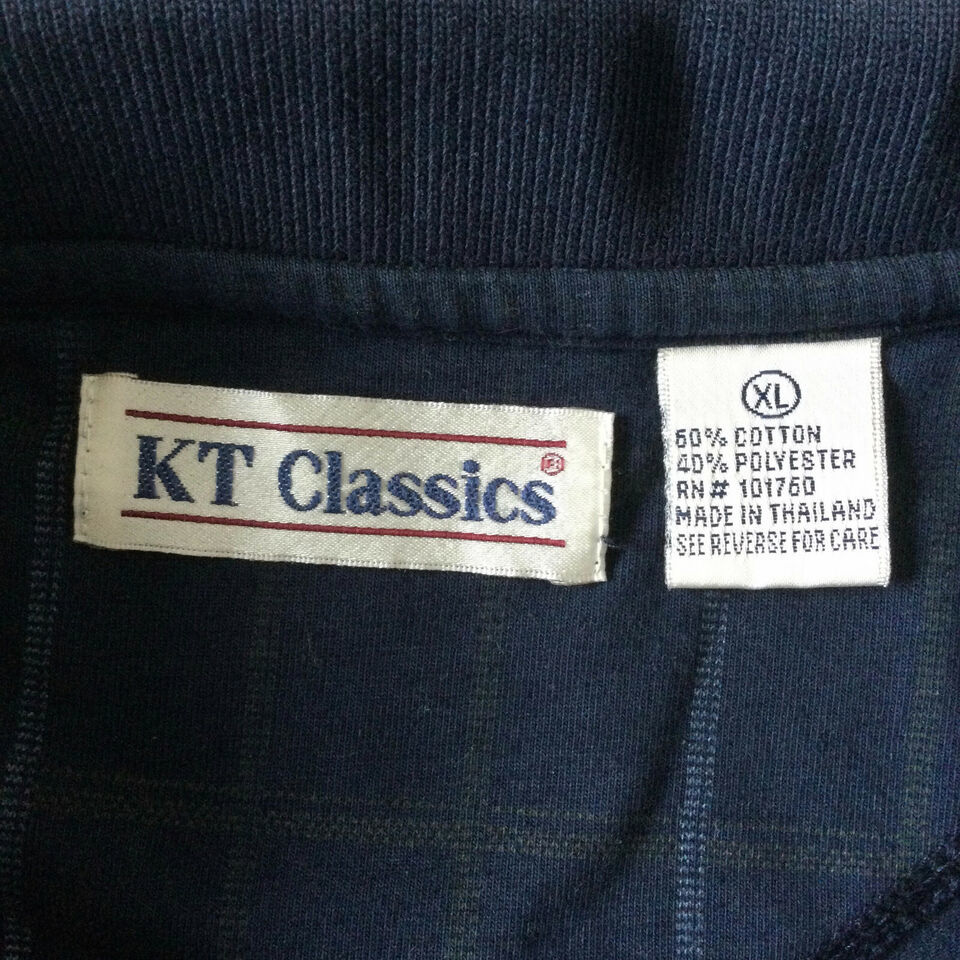 KT Classics®
XL
60% COTTON
40% POLYESTER
RN# 101760
MADE IN THAILAND
SEE REVERSE FOR CARE